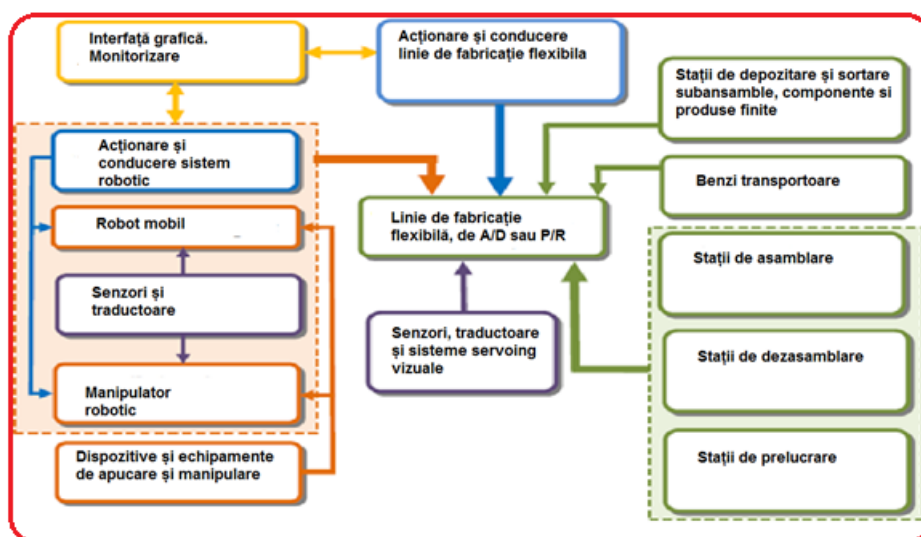 Interfață grafică.
Monitorizare
Acționare și conducere
linie de fabricație flexibila
Stații de depozitare și sortare
subansamble, componente si
produse finite
Acționare și
conducere sistem
robotic
Benzi transportoare
Robot mobil
Linie de fabricație
flexibilă, de A/D sau P/R
Stații de asamblare
Senzori și
traductoare
Senzori, traductoare
și sisteme servoing
vizuale
Stații de dezasamblare
Manipulator
robotic
Dispozitive și echipamente
de apucare și manipulare
Stații de prelucrare